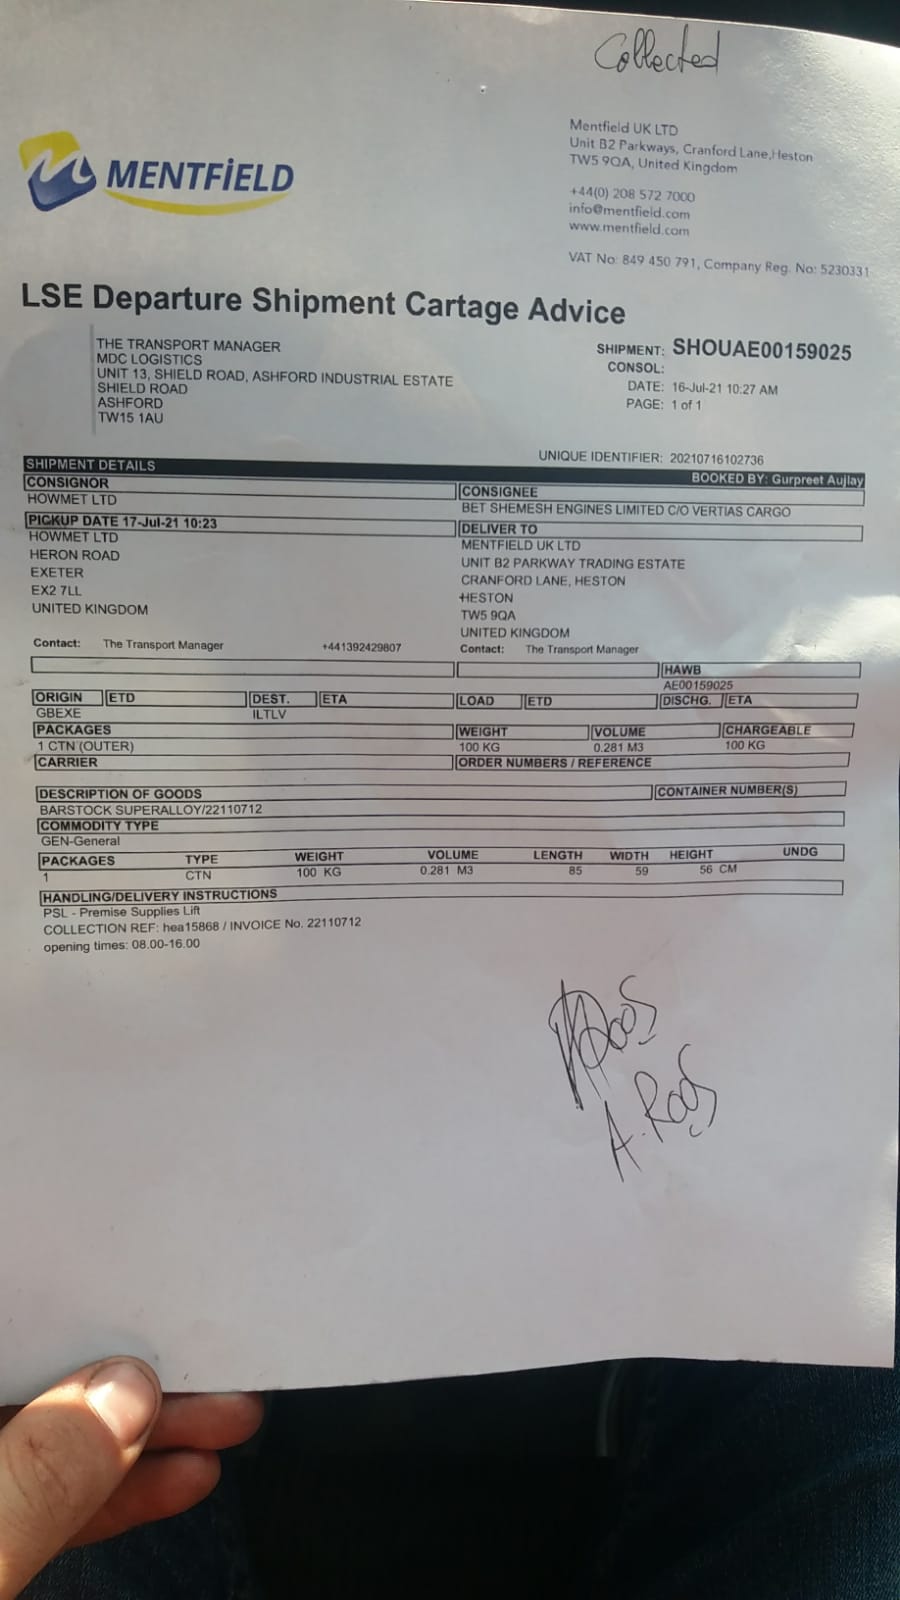 Collected
MENTFiELD
Mentfield UK LTD
Unit B2 Parkways, Cranford Lane,Heston
TW5 9QA, United Kingdom
+44(0) 208 572 7000
info@mentfield.com
www.mentfield.com
VAT No: 849 450 791, Company Reg. No: 5230331
LSE Departure Shipment Cartage Advice
THE TRANSPORT MANAGER
MDC LOGISTICS
UNIT 13, SHIELD ROAD, ASHFORD INDUSTRIAL ESTATE
SHIELD ROAD
ASHFORD
TW15 1AU
SHIPMENT: SHOUAE00159025
CONSOL:
DATE: 16-Jul-21 10:27 AM
PAGE: 1 of 1
UNIQUE IDENTIFIER: 20210716102736
SHIPMENT DETAILS BOOKED BY: Gurpreet Aujlay
CONSIGNOR
HOWMET LTD
PICKUP DATE 17-Jul-21 10:23
HOWMET LTD
HERON ROAD
EXETER
EX2 7LL
UNITED KINGDOM
Contact: The Transport Manager +441392429807
CONSIGNEE
BET SHEMESH ENGINES LIMITED C/O VERTIAS CARGO
DELIVER TO
MENTFIELD UK LTD
UNIT B2 PARKWAY TRADING ESTATE
CRANFORD LANE, HESTON
HESTON
TW5 9QA
UNITED KINGDOM
Contact: The Transport Manager
HAWB
AE00159025
ORIGIN ETD DEST. ETA LOAD ETD DISCHG. ETA
GBEXE ILTLV
PACKAGES WEIGHT VOLUME CHARGEABLE
1 CTN (OUTER) 100 KG 0.281 M3 100 KG
CARRIER ORDER NUMBERS / REFERENCE
DESCRIPTION OF GOODS CONTAINER NUMBER(S)
BARSTOCK SUPERALLOY/22110712
COMMODITY TYPE
GEN-General
PACKAGES TYPE WEIGHT VOLUME LENGTH WIDTH HEIGHT UNDG
1 CTN 100 KG 0.281 M3 85 59 56 CM
HANDLING/DELIVERY INSTRUCTIONS
PSL - Premise Supplies Lift
COLLECTION REF: hea15868 / INVOICE No. 22110712
opening times: 08.00-16.00